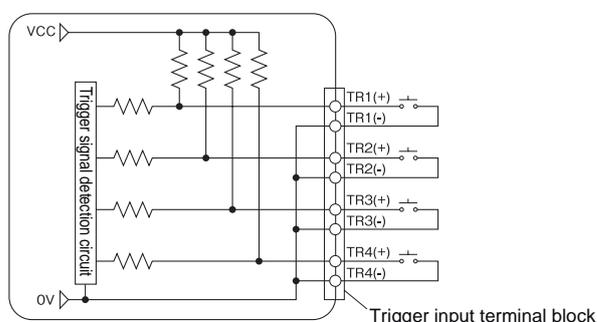 VCC
Trigger signal detection circuit
0V
TR1(+)
TR1(-)
TR2(+)
TR2(-)
TR3(+)
TR3(-)
TR4(+)
TR4(-)
Trigger input terminal block